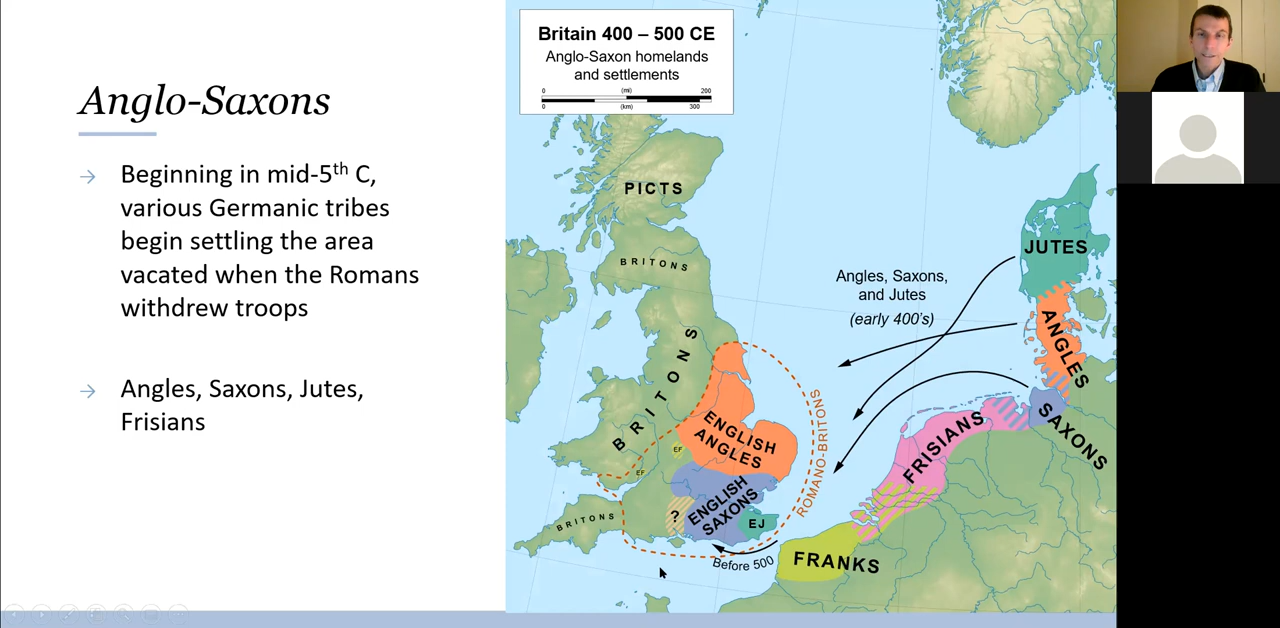 Anglo-Saxons
→ Beginning in mid-5th C,
various Germanic tribes
begin settling the area
vacated when the Romans
withdrew troops
→ Angles, Saxons, Jutes,
Frisians
Britain 400 – 500 CE
Anglo-Saxon homelands
and settlements
0 (mi) 200
0 (km) 300
PICTS
BRITONS
BRITONS
BRITONS
JUTES
ANGLES
SAXONS
Angles, Saxons,
and Jutes
(early 400's)
ROMANO-BRITONS
ENGLISH
ANGLES
EF
EF
ENGLISH
SAXONS
?
EJ
FRISIANS
FRANKS
Before 500